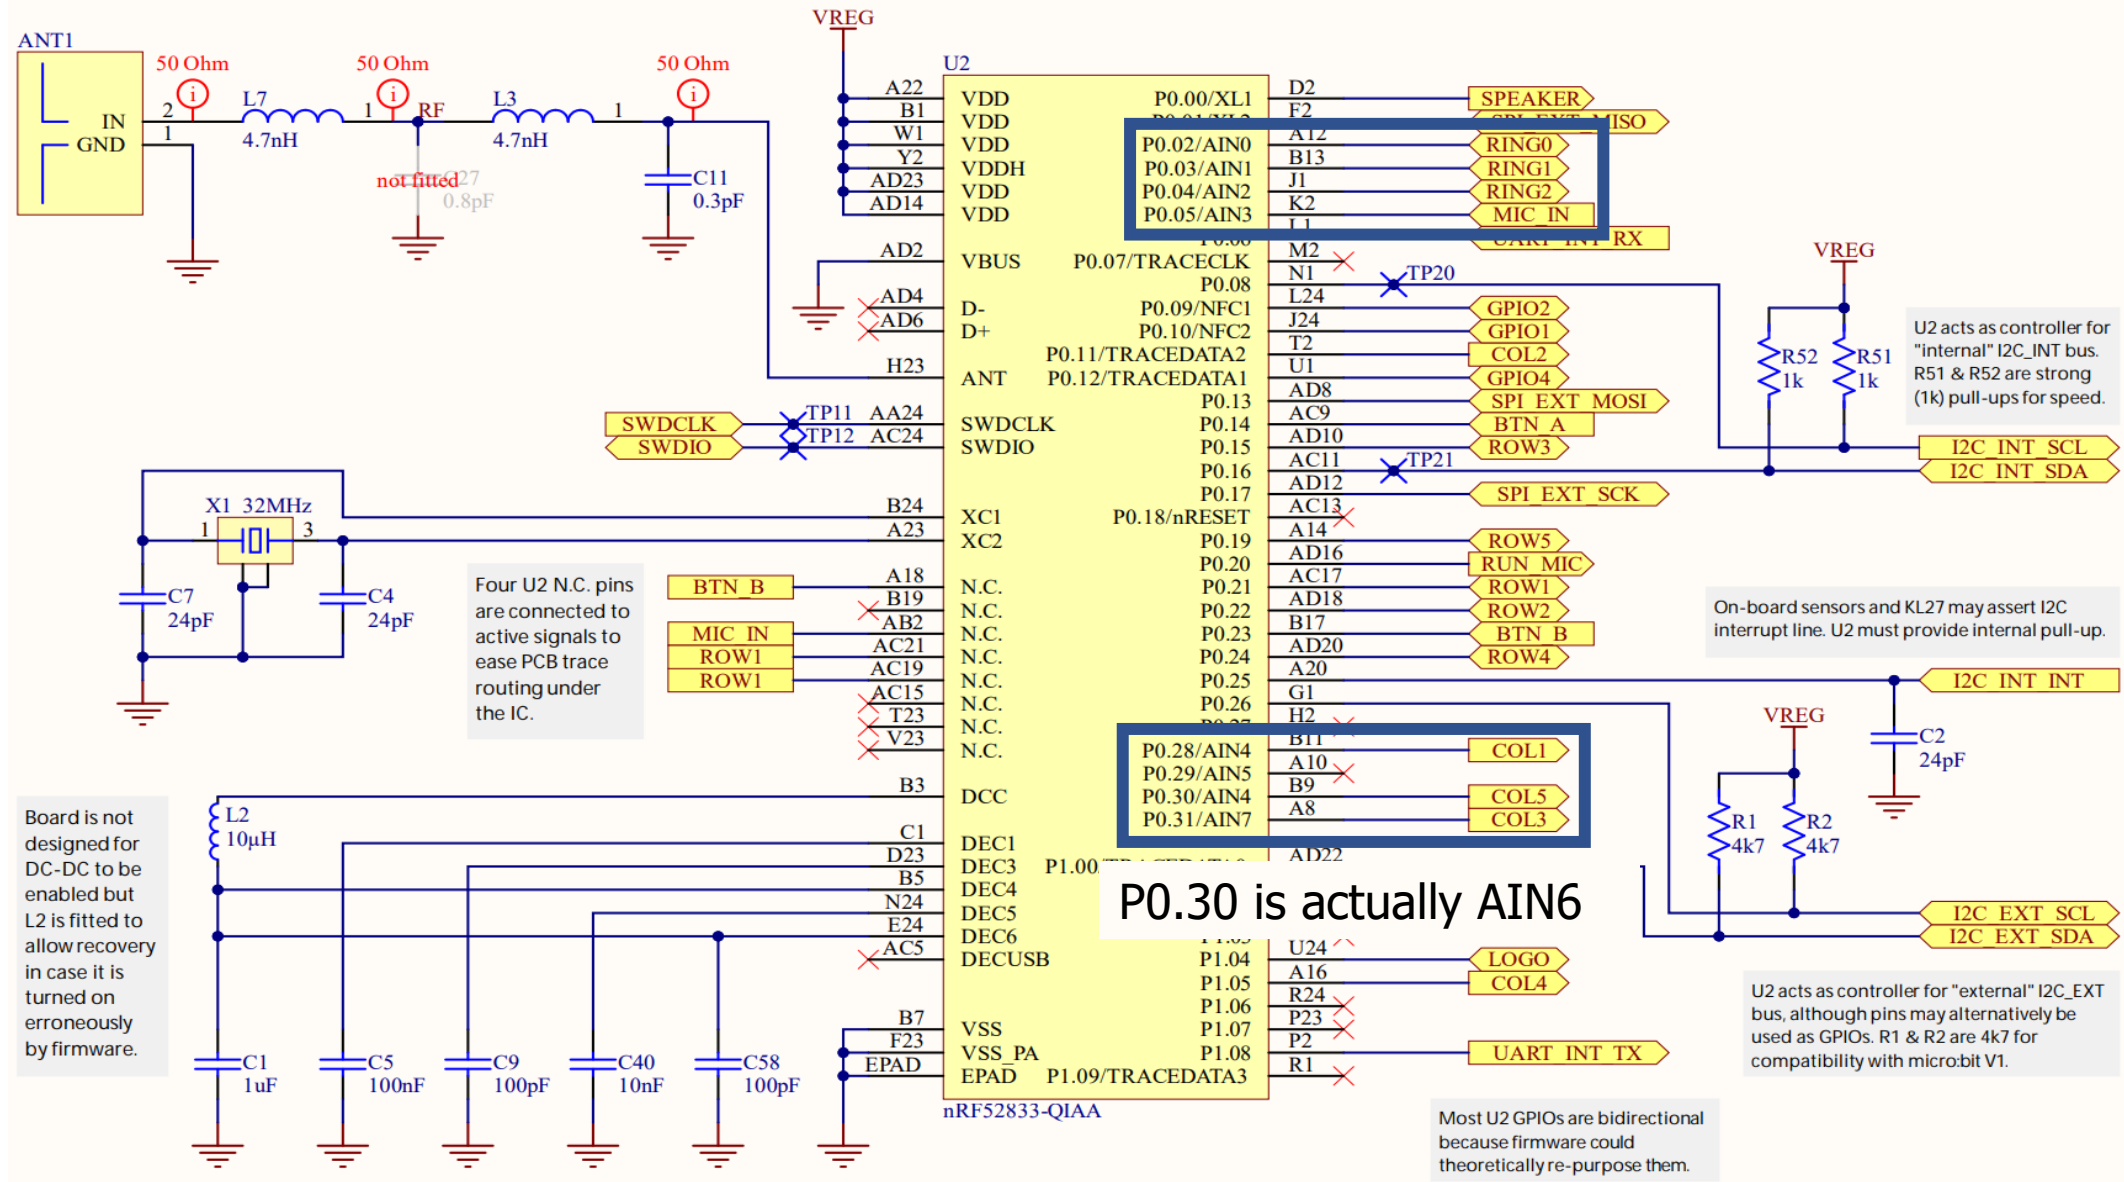 VREG
ANT1
50 Ohm
50 Ohm
50 Ohm
i
i
i
L7
4.7nH
2
1
IN
GND
1
RF
L3
4.7nH
1
not fitted
C27
0.8pF
C11
0.3pF
U2
A22 VDD
B1 VDD
W1 VDD
Y2 VDDH
AD23 VDD
AD14 VDD
AD2 VBUS
AD4 D-
AD6 D+
H23 ANT
SWDCLK TP11 AA24 SWDCLK
SWDIO TP12 AC24 SWDIO
X1 32MHz
1 3
B24 XC1
A23 XC2
C7
24pF
C4
24pF
Four U2 N.C. pins
are connected to
active signals to
ease PCB trace
routing under
the IC.
BTN_B A18 N.C.
B19 N.C.
MIC_IN AB2 N.C.
ROW1 AC21 N.C.
ROW1 AC19 N.C.
AC15 N.C.
T23 N.C.
V23 N.C.
Board is not
designed for
DC-DC to be
enabled but
L2 is fitted to
allow recovery
in case it is
turned on
erroneously
by firmware.
L2
10µH
B3 DCC
C1 DEC1
D23 DEC3
B5 DEC4
N24 DEC5
E24 DEC6
AC5 DECUSB
B7 VSS
F23 VSS_PA
EPAD EPAD
C1
1uF
C5
100nF
C9
100pF
C40
10nF
C58
100pF
nRF52833-QIAA
P0.00/XL1 D2 SPEAKER
F2 SPI_EXT_MISO
P0.02/AIN0 A12 RING0
P0.03/AIN1 B13 RING1
P0.04/AIN2 J1 RING2
P0.05/AIN3 K2 MIC_IN
P0.06 L1 UART_INT_RX
P0.07/TRACECLK M2
P0.08 N1 TP20
P0.09/NFC1 L24 GPIO2
P0.10/NFC2 J24 GPIO1
P0.11/TRACEDATA2 T2 COL2
P0.12/TRACEDATA1 U1 GPIO4
P0.13 AD8 SPI_EXT_MOSI
P0.14 AC9 BTN_A
P0.15 AD10 ROW3
P0.16 AC11 TP21
P0.17 AD12 SPI_EXT_SCK
P0.18/nRESET AC13
P0.19 A14 ROW5
P0.20 AD16 RUN_MIC
P0.21 AC17 ROW1
P0.22 AD18 ROW2
P0.23 B17 BTN_B
P0.24 AD20 ROW4
P0.25 A20
P0.26 G1
P0.27 H2
P0.28/AIN4 B11 COL1
P0.29/AIN5 A10
P0.30/AIN4 B9 COL5
P0.31/AIN7 A8 COL3
AD22
P0.30 is actually AIN6
P1.04 U24 LOGO
P1.05 A16 COL4
P1.06 R24
P1.07 P23
P1.08 P2 UART_INT_TX
P1.09/TRACEDATA3 R1
VREG
R52
1k
R51
1k
U2 acts as controller for
"internal" I2C_INT bus.
R51 & R52 are strong
(1k) pull-ups for speed.
I2C_INT_SCL
I2C_INT_SDA
On-board sensors and KL27 may assert I2C
interrupt line. U2 must provide internal pull-up.
I2C_INT_INT
C2
24pF
VREG
R1
4k7
R2
4k7
I2C_EXT_SCL
I2C_EXT_SDA
U2 acts as controller for "external" I2C_EXT
bus, although pins may alternatively be
used as GPIOs. R1 & R2 are 4k7 for
compatibility with micro:bit V1.
Most U2 GPIOs are bidirectional
because firmware could
theoretically re-purpose them.